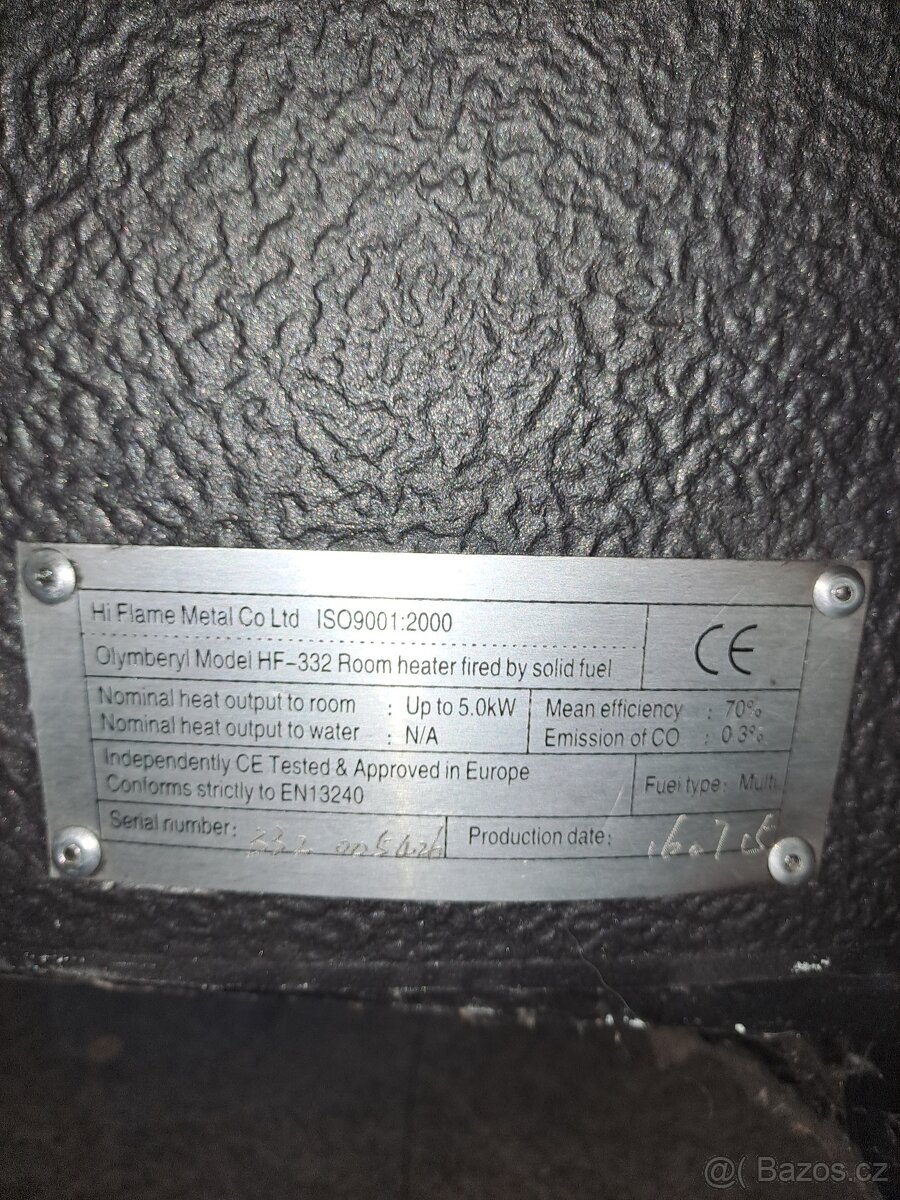 Hi Flame Metal Co Ltd ISO9001:2000
CE
Olymberyl Model HF-332 Room heater fired by solid fuel
Nominal heat output to room : Up to 5.0kW
Nominal heat output to water : N/A
Mean efficiency : 70%
Emission of CO : 0.3%
Independently CE Tested & Approved in Europe
Conforms strictly to EN13240
Fuel type: Multi
Serial number: 332
Production date:
@( Bazos.cz